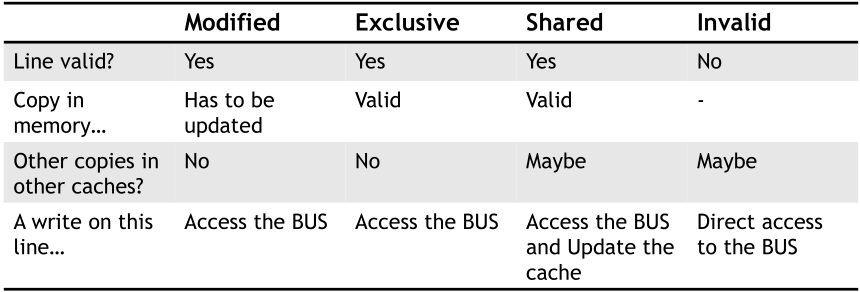 Modified Exclusive Shared Invalid
Line valid? Yes Yes Yes No
Copy in Has to be Valid Valid -
memory… updated
Other copies in No No Maybe Maybe
other caches?
A write on this Access the BUS Access the BUS Access the BUS Direct access
line… and Update the to the BUS
cache